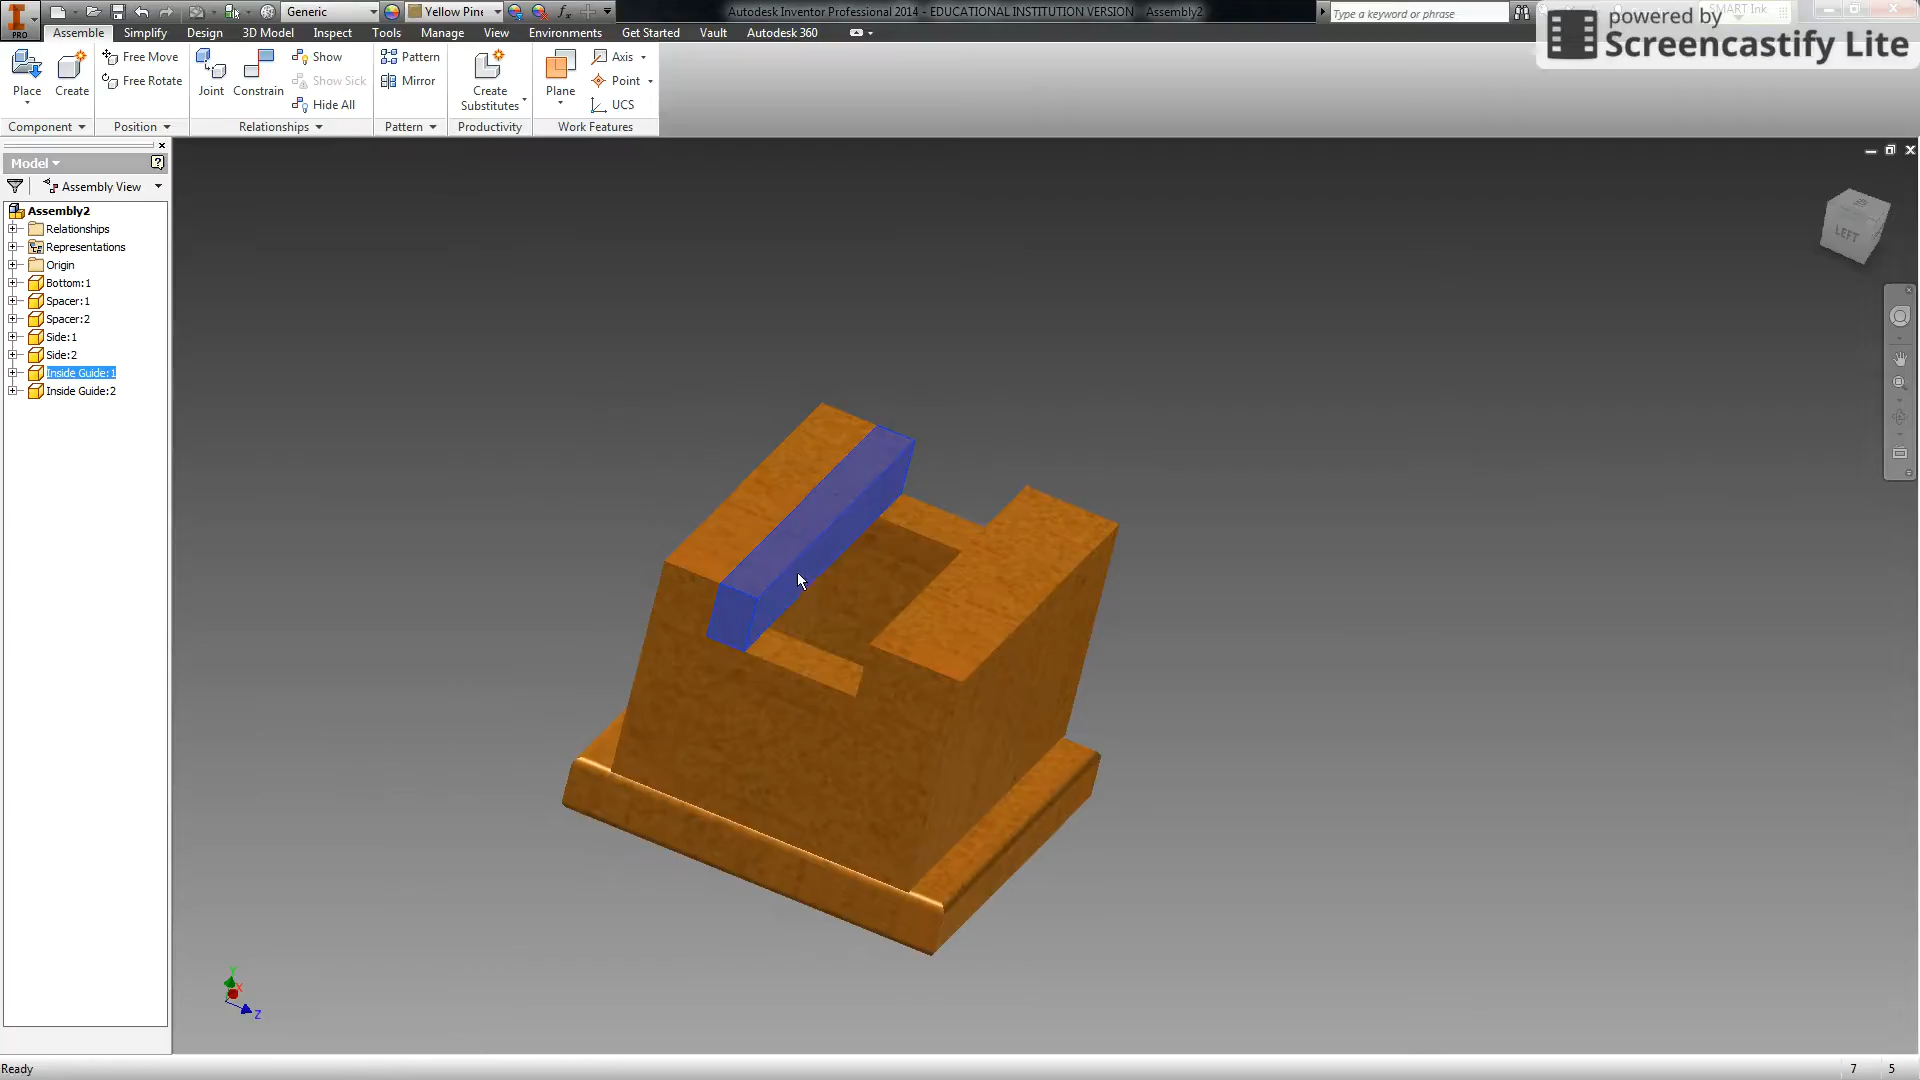 PRO
Generic
Yellow Pine
Autodesk Inventor Professional 2014 - EDUCATIONAL INSTITUTION VERSION Assembly2
Type a keyword or phrase
SMART Ink
powered by
Screencastify Lite
Assemble Simplify Design 3D Model Inspect Tools Manage View Environments Get Started Vault Autodesk 360
Place
Create
Free Move
Free Rotate
Joint
Constrain
Show
Show Sick
Hide All
Pattern
Mirror
Create
Substitutes
Plane
Axis
Point
UCS
Component Position Relationships Pattern Productivity Work Features
Model
Assembly View
Assembly2
Relationships
Representations
Origin
Bottom:1
Spacer:1
Spacer:2
Side:1
Side:2
Inside Guide:1
Inside Guide:2
LEFT
Y
X
Z
Ready
7 5